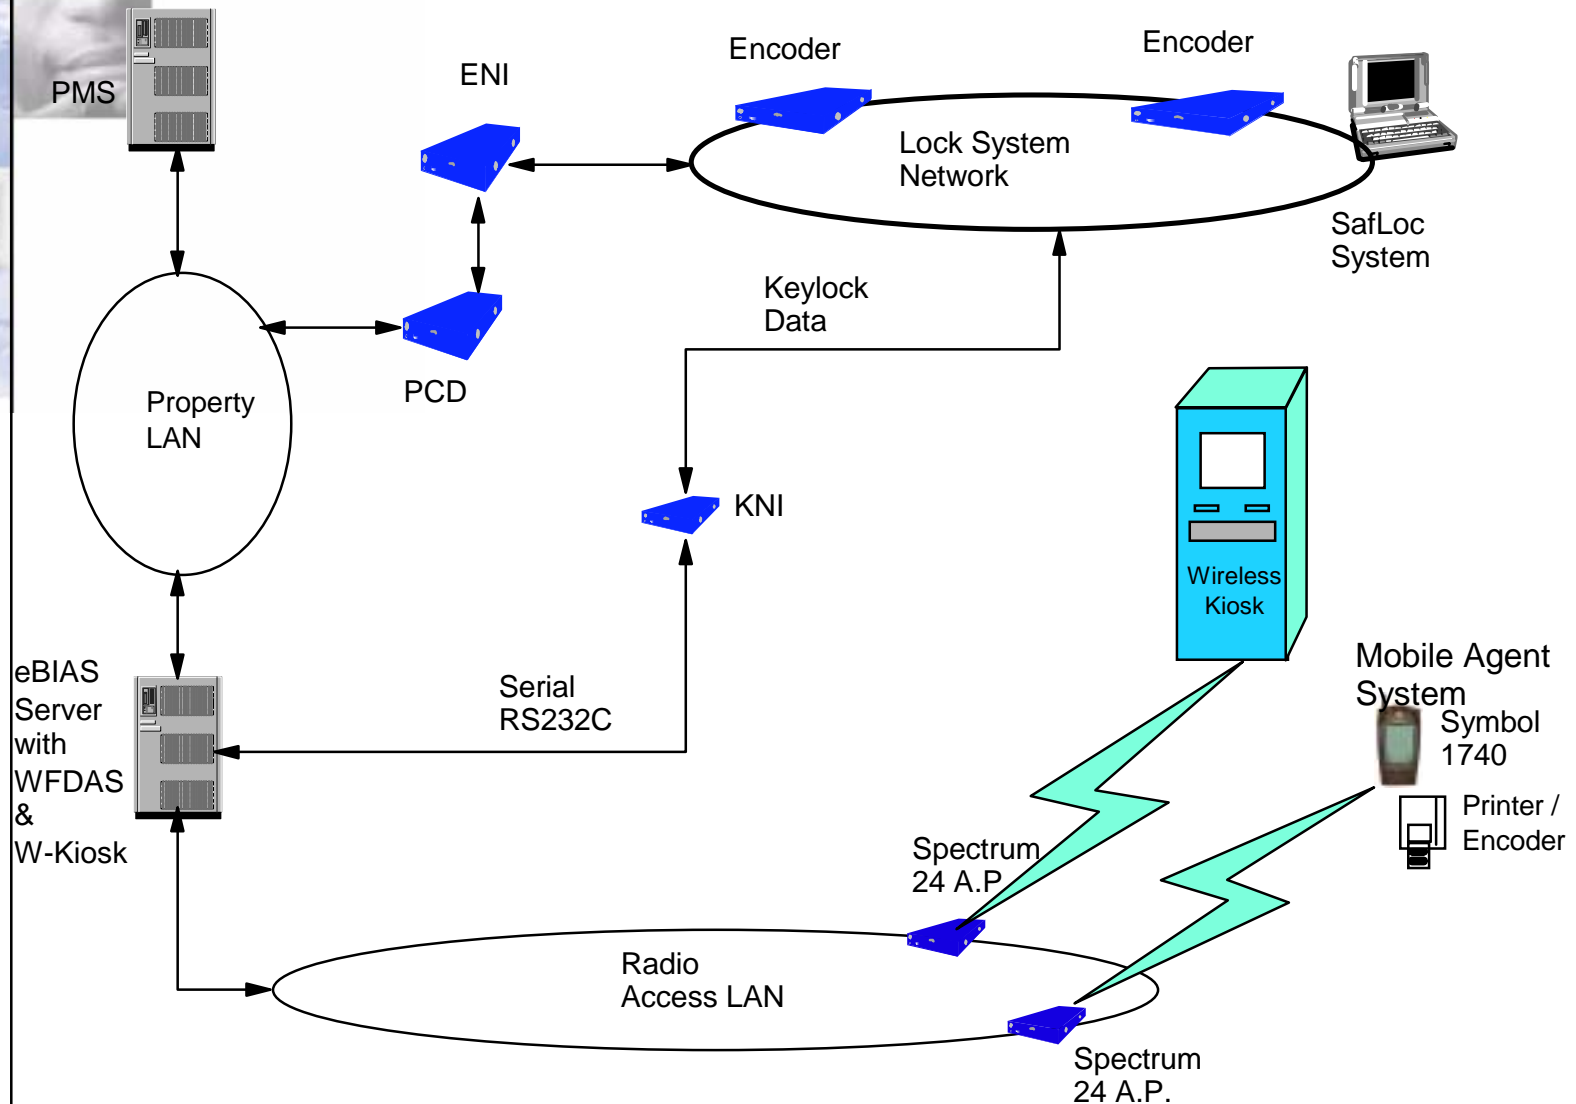 PMS
ENI
Encoder
Encoder
Lock System
Network
SafLoc
System
Keylock
Data
PCD
Property
LAN
KNI
Wireless
Kiosk
eBIAS
Server
with
WFDAS
&
W-Kiosk
Serial
RS232C
Mobile Agent
System
Symbol
1740
Printer /
Encoder
Spectrum
24 A.P.
Radio
Access LAN
Spectrum
24 A.P.